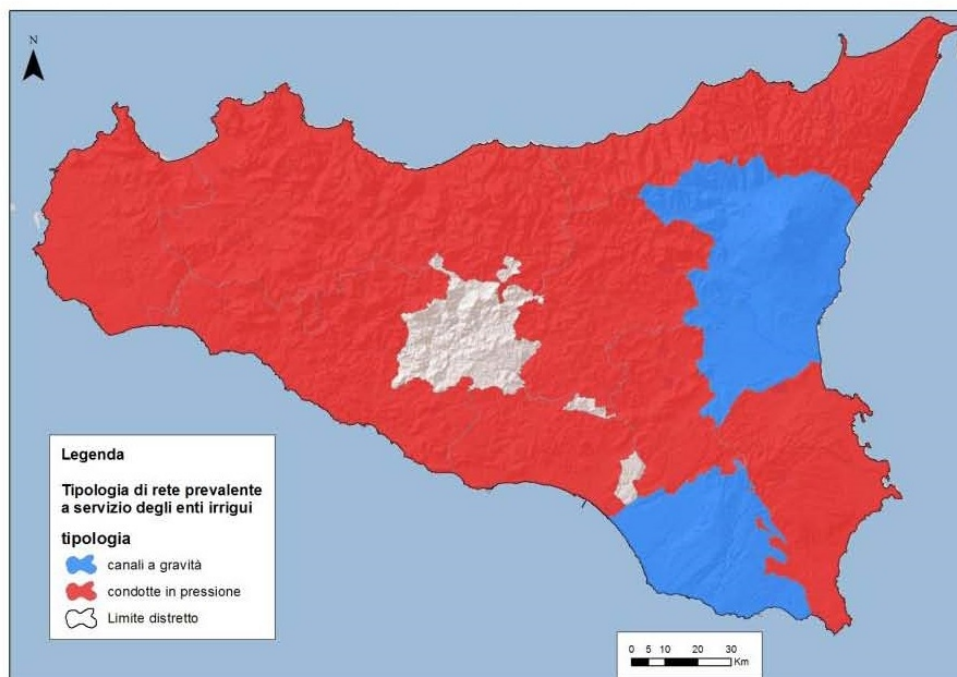 N
Legenda
Tipologia di rete prevalente
a servizio degli enti irrigui
tipologia
canali a gravità
condotte in pressione
Limite distretto
0 5 10 20 30
Km